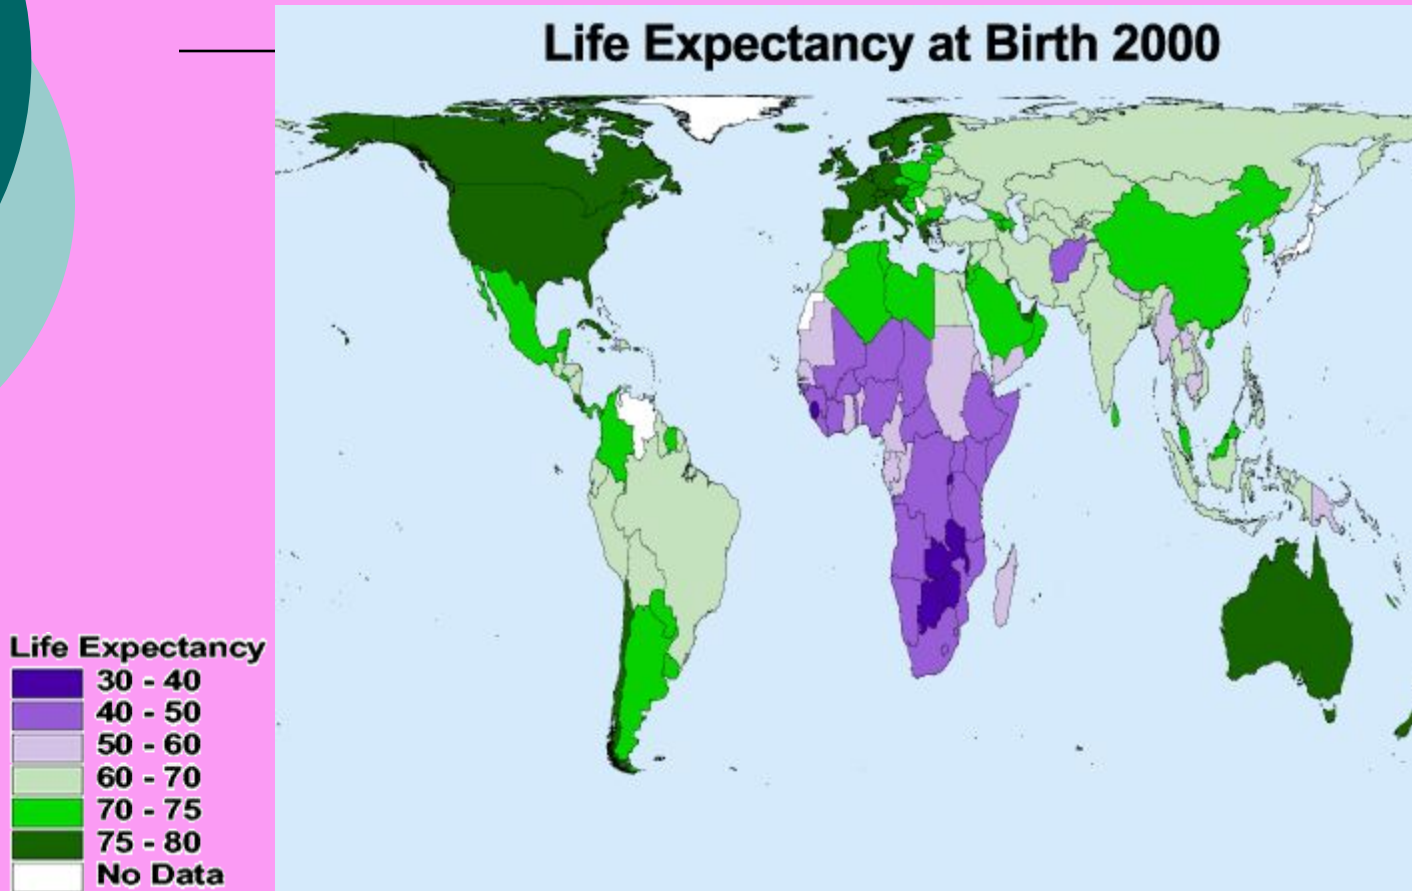 Life Expectancy at Birth 2000
Life Expectancy
30 - 40
40 - 50
50 - 60
60 - 70
70 - 75
75 - 80
No Data